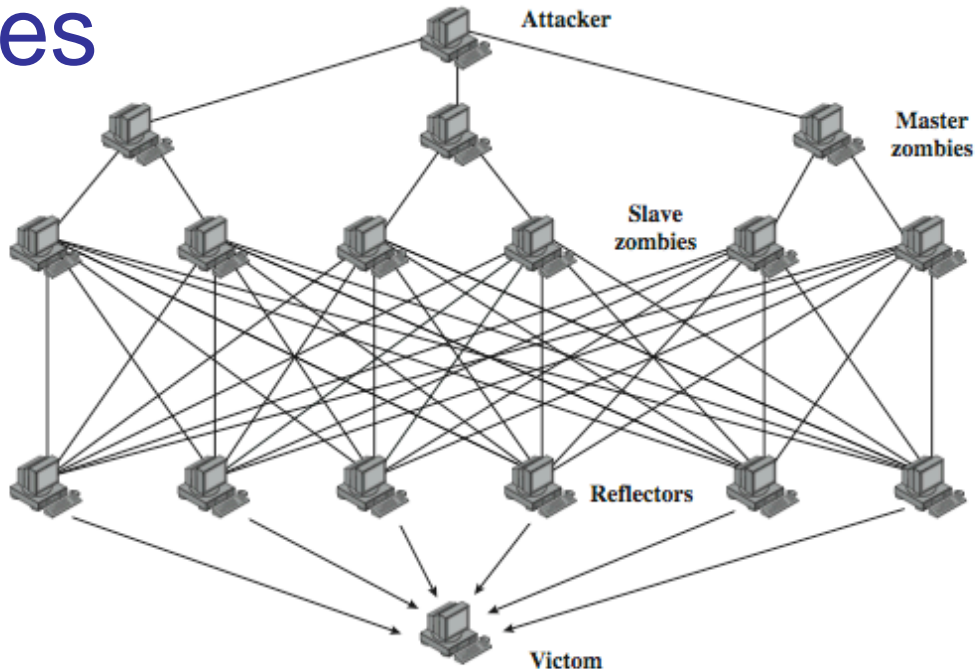 es
Attacker
Master
zombies
Slave
zombies
Reflectors
Victom